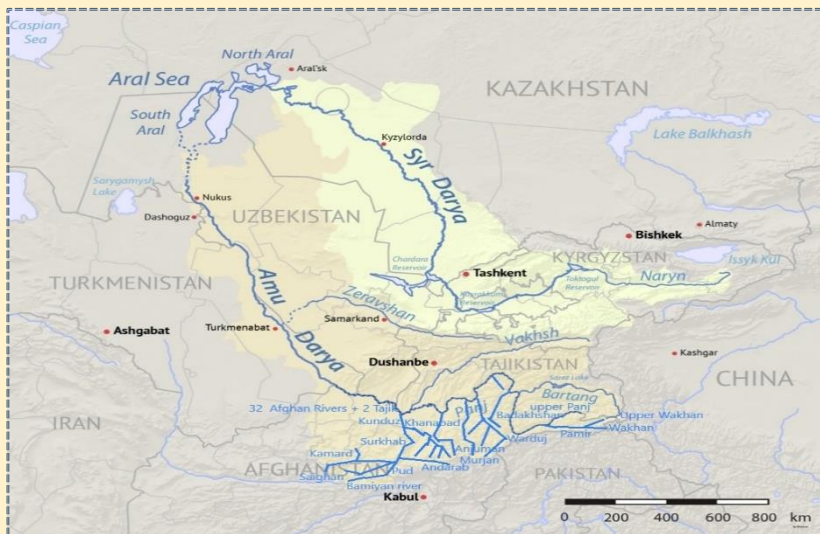 Caspian
Sea
North Aral
Aral'sk
Aral Sea
KAZAKHSTAN
South
Aral
Kyzylorda
Lake Balkhash
Syr Darya
Sarygamysh
Lake
Nukus
Dashoguz
UZBEKISTAN
Almaty
Bishkek
KYRGYZSTAN
Issyk Kul
Chardara
Reservoir
Tashkent
Toktogul
Reservoir
Naryn
TURKMENISTAN
Amu Darya
Reservoir
Zeravshan
Samarkand
Turkmenabat
Vakhsh
Ashgabat
Dushanbe
Kashgar
TAJIKISTAN
CHINA
Sarez Lake
Bartang
32 Afghan Rivers + 2 Tajik
Panj
upper Panj
Kunduz
Khanabad
Badakhshan
Upper Wakhan
IRAN
Surkhab
Anjuman
Warduj
Pamir
Wakhan
Kamard
Murjan
AFGHANISTAN
Andarab
Saighan
Pud
PAKISTAN
Bamiyan river
Kabul
0 200 400 600 800 km